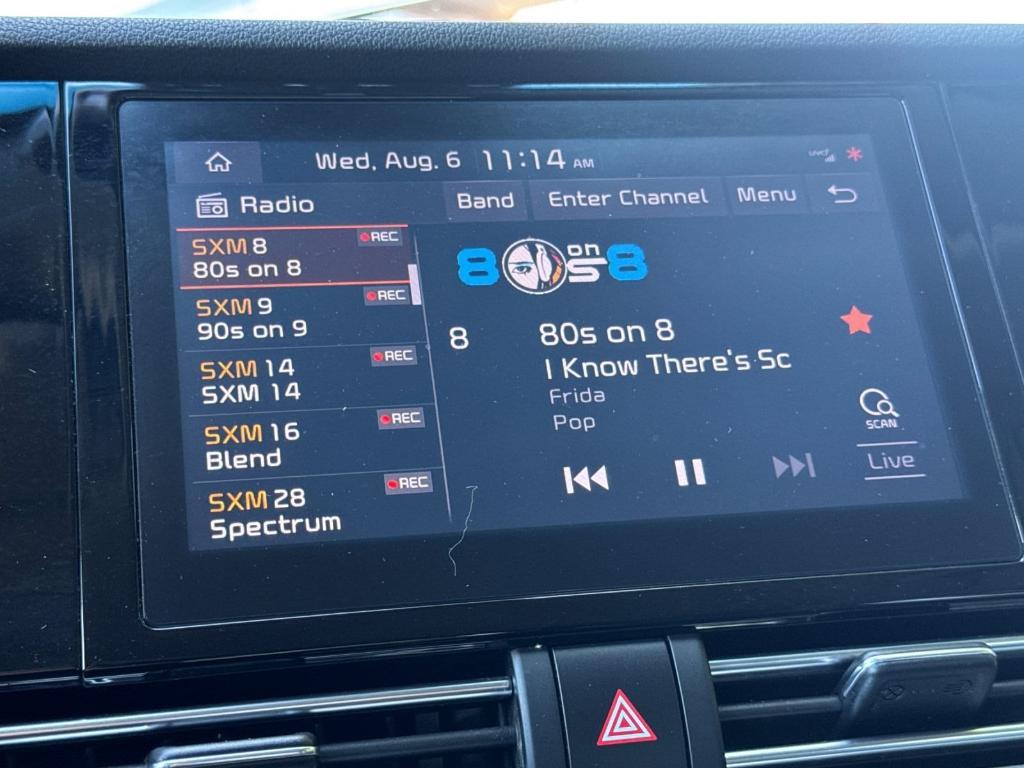 Wed, Aug. 6 11:14 AM
Radio Band Enter Channel Menu
SXM 8 REC
80s on 8
SXM 9 REC
90s on 9
SXM 14 REC
SXM 14
SXM 16 REC
Blend
SXM 28 REC
Spectrum
80s on 8
8 80s on 8
I Know There's Sc
Frida
Pop
SCAN
Live